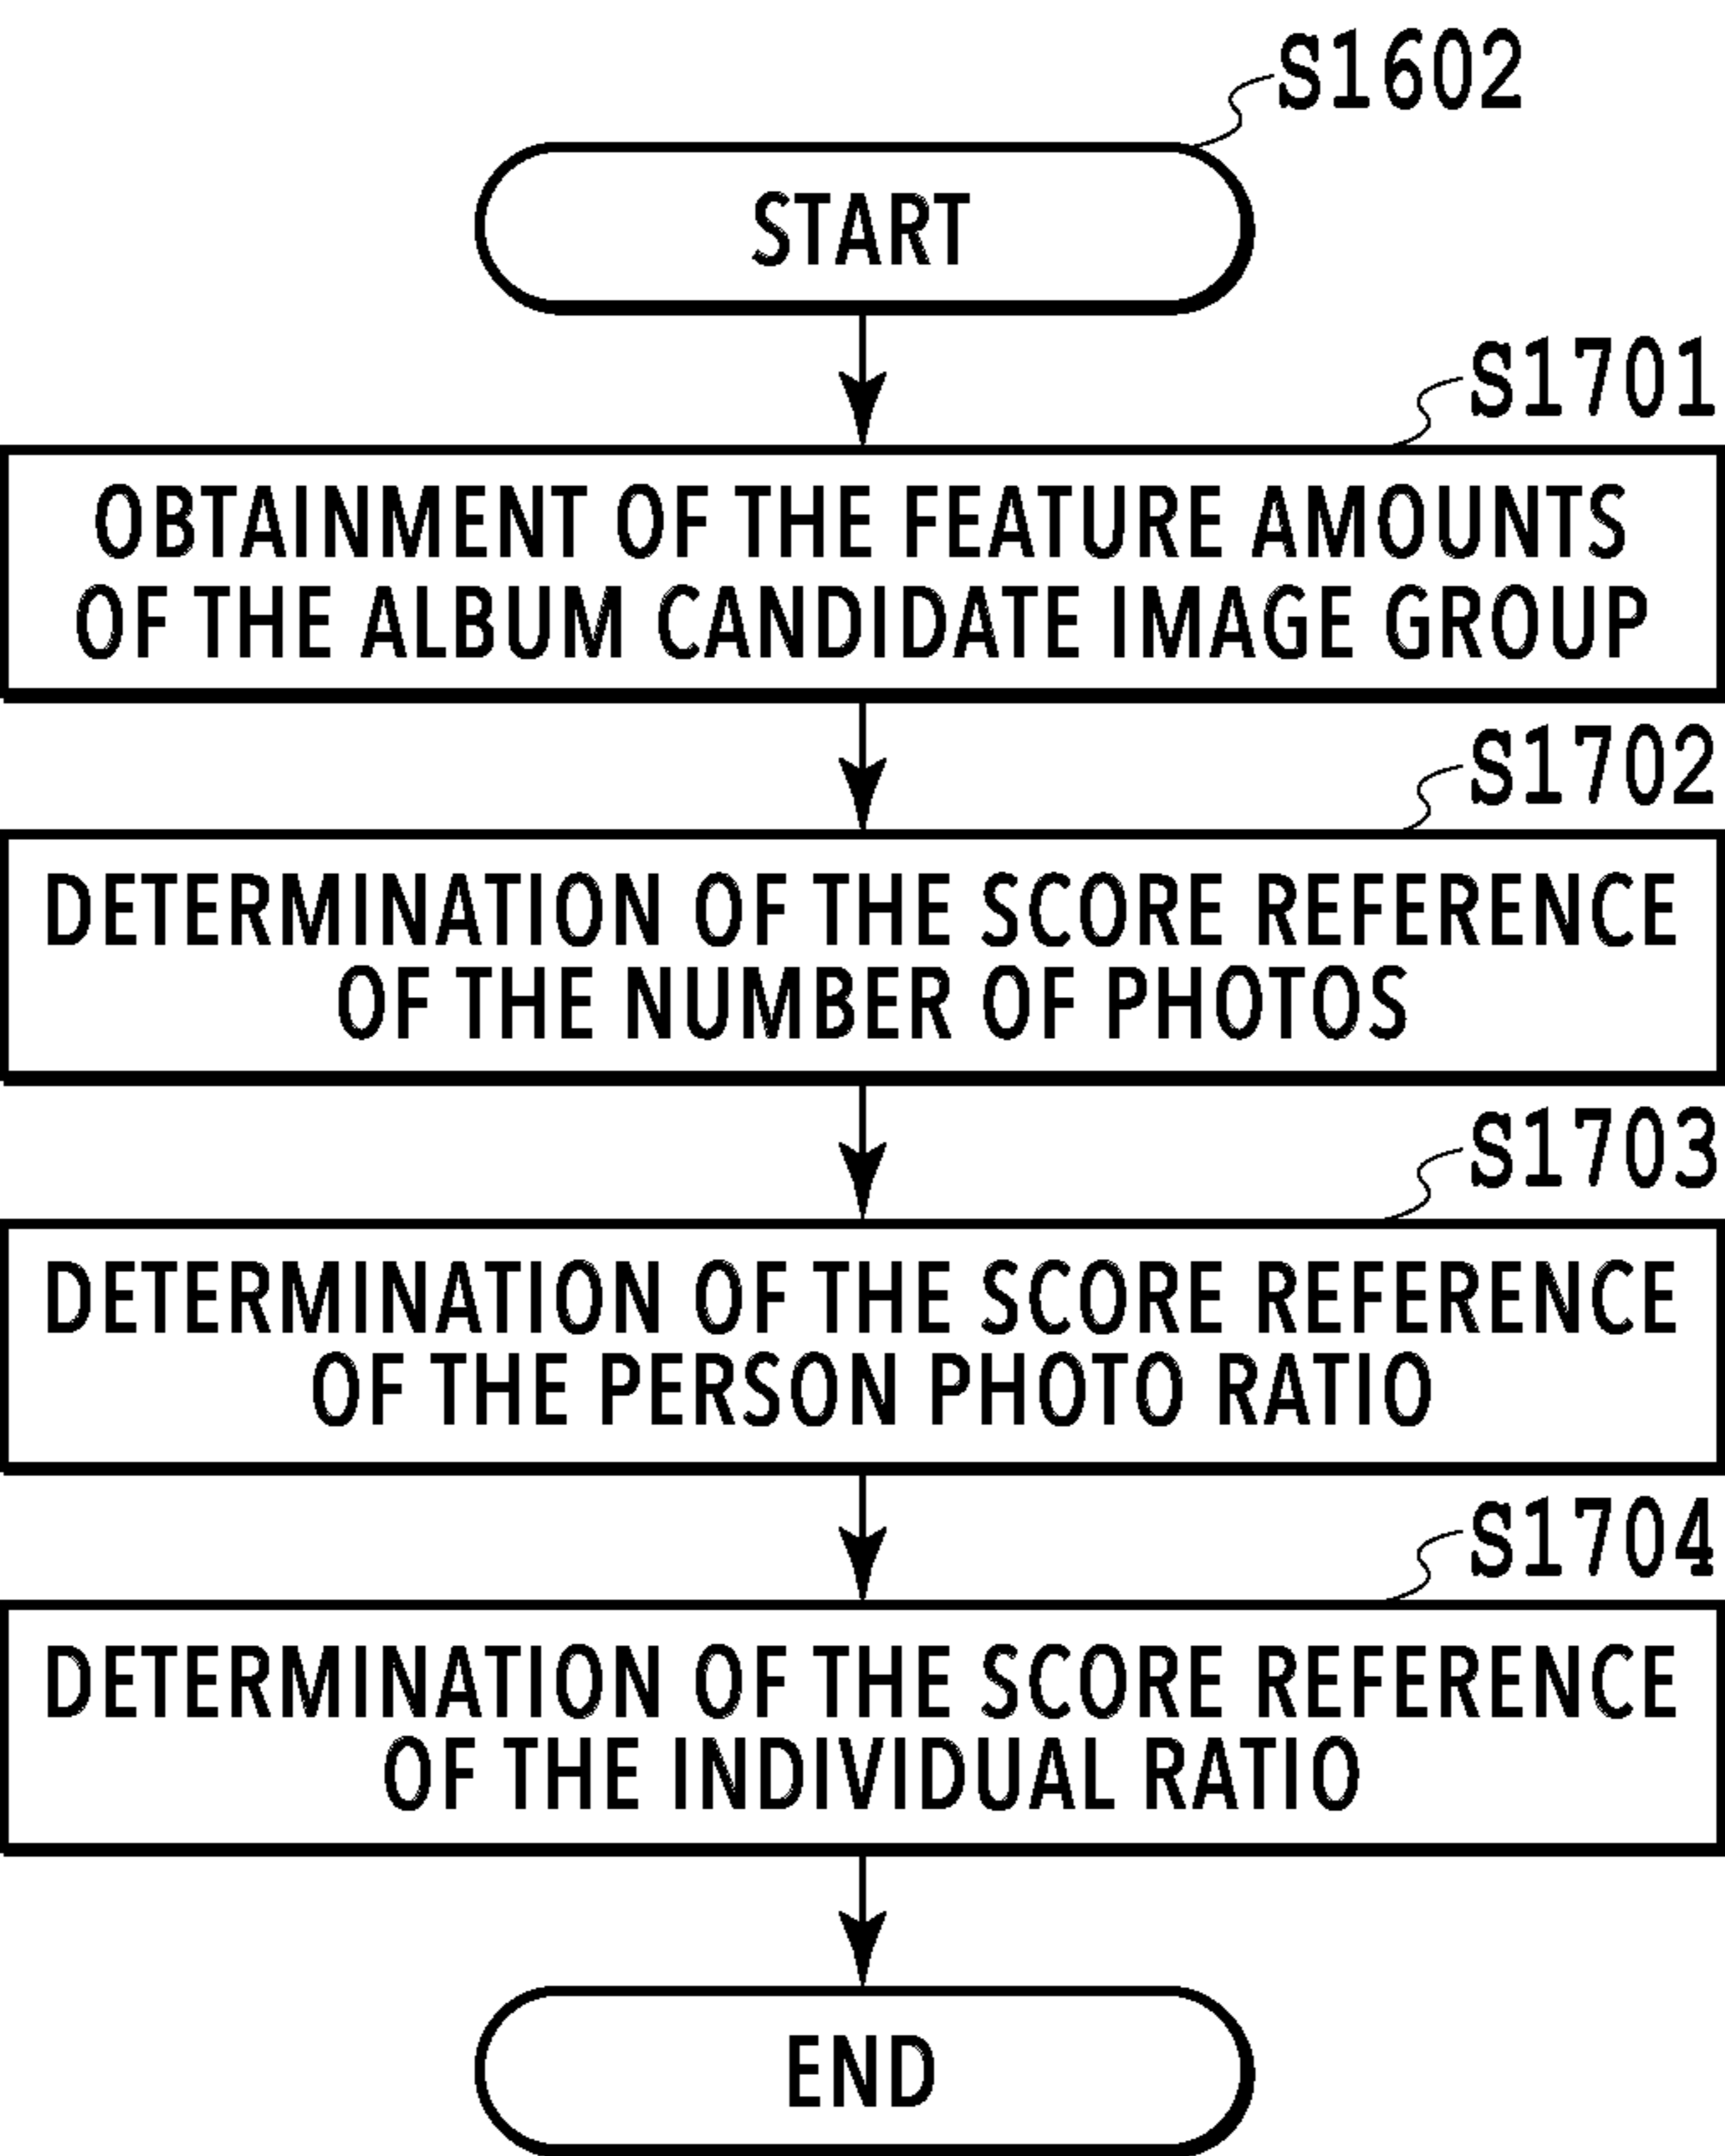 S1602
START
S1701
OBTAINMENT OF THE FEATURE AMOUNTS
OF THE ALBUM CANDIDATE IMAGE GROUP
S1702
DETERMINATION OF THE SCORE REFERENCE
OF THE NUMBER OF PHOTOS
S1703
DETERMINATION OF THE SCORE REFERENCE
OF THE PERSON PHOTO RATIO
S1704
DETERMINATION OF THE SCORE REFERENCE
OF THE INDIVIDUAL RATIO
END